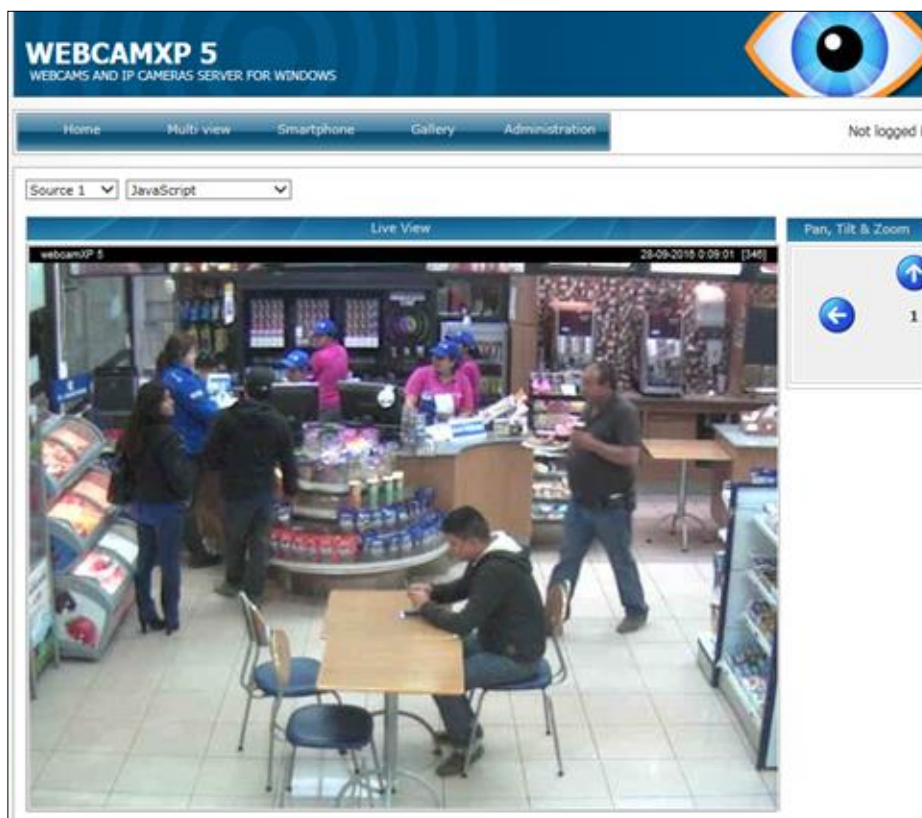 WEBCAMXP 5
WEBCAMS AND IP CAMERAS SERVER FOR WINDOWS
Home Multi view Smartphone Gallery Administration
Not logged
Source 1 JavaScript
Live View
Pan, Tilt & Zoom
webcamXP 5 28-09-2016 0:09:01 [346]
1